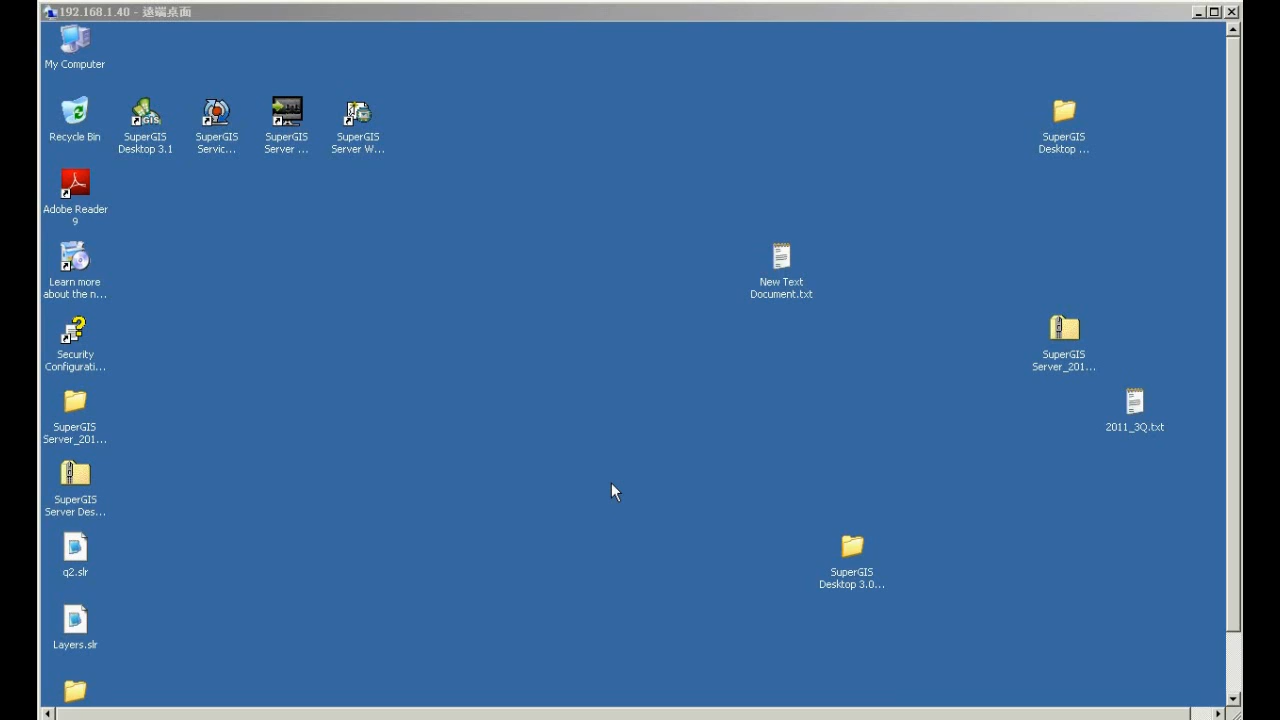 192.168.1.40 - 遠端桌面
My Computer
Recycle Bin
SuperGIS
Desktop 3.1
SuperGIS
Servic...
SuperGIS
Server ...
SuperGIS
Server W...
SuperGIS
Desktop ...
Adobe Reader
9
Learn more
about the n...
New Text
Document.txt
Security
Configurati...
SuperGIS
Server_201...
SuperGIS
Server_201...
2011_3Q.txt
SuperGIS
Server Des...
q2.slr
SuperGIS
Desktop 3.0...
Layers.slr